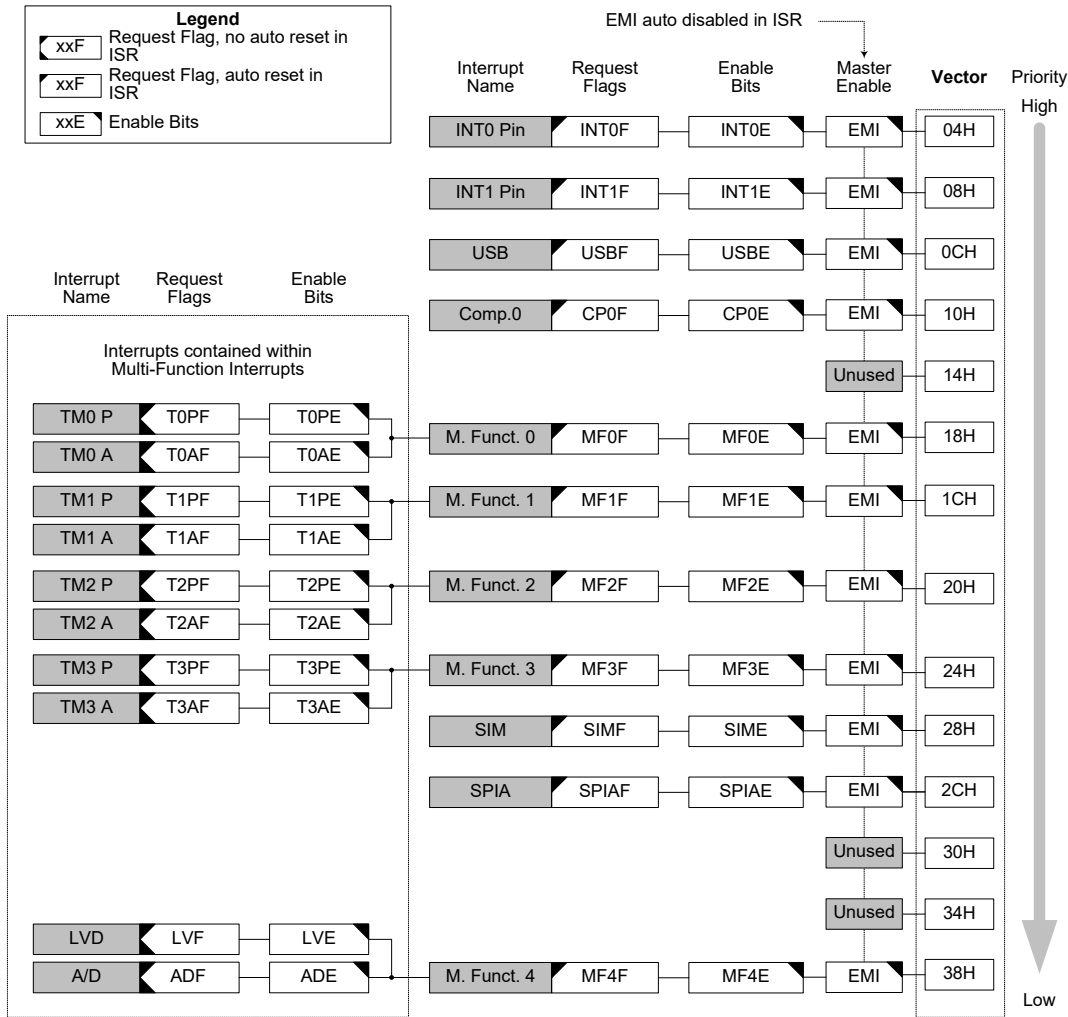 Legend
xxF Request Flag, no auto reset in
ISR
xxF Request Flag, auto reset in
ISR
xxE Enable Bits
EMI auto disabled in ISR
Interrupt Name Request Flags Enable Bits Master Enable Vector Priority
High
INT0 Pin INT0F INT0E EMI 04H
INT1 Pin INT1F INT1E EMI 08H
USB USBF USBE EMI 0CH
Comp.0 CP0F CP0E EMI 10H
Unused 14H
M. Funct. 0 MF0F MF0E EMI 18H
M. Funct. 1 MF1F MF1E EMI 1CH
M. Funct. 2 MF2F MF2E EMI 20H
M. Funct. 3 MF3F MF3E EMI 24H
SIM SIMF SIME EMI 28H
SPIA SPIAF SPIAE EMI 2CH
Unused 30H
Unused 34H
M. Funct. 4 MF4F MF4E EMI 38H
Low
Interrupt Name Request Flags Enable Bits
Interrupts contained within
Multi-Function Interrupts
TM0 P T0PF T0PE
TM0 A T0AF T0AE
TM1 P T1PF T1PE
TM1 A T1AF T1AE
TM2 P T2PF T2PE
TM2 A T2AF T2AE
TM3 P T3PF T3PE
TM3 A T3AF T3AE
LVD LVF LVE
A/D ADF ADE